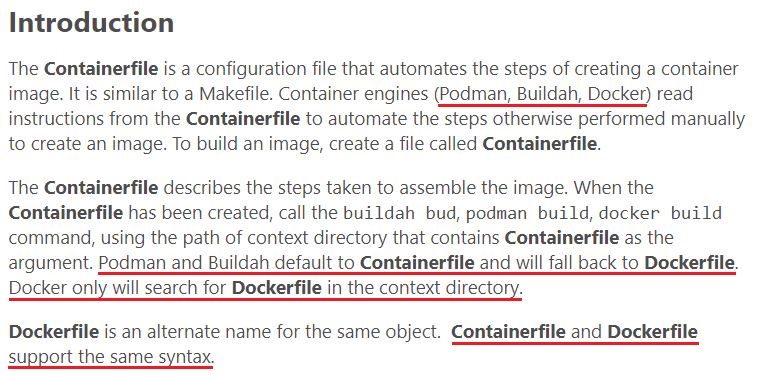 Introduction
The Containerfile is a configuration file that automates the steps of creating a container
image. It is similar to a Makefile. Container engines (Podman, Buildah, Docker) read
instructions from the Containerfile to automate the steps otherwise performed manually
to create an image. To build an image, create a file called Containerfile.
The Containerfile describes the steps taken to assemble the image. When the
Containerfile has been created, call the buildah bud, podman build, docker build
command, using the path of context directory that contains Containerfile as the
argument. Podman and Buildah default to Containerfile and will fall back to Dockerfile.
Docker only will search for Dockerfile in the context directory.
Dockerfile is an alternate name for the same object. Containerfile and Dockerfile
support the same syntax.